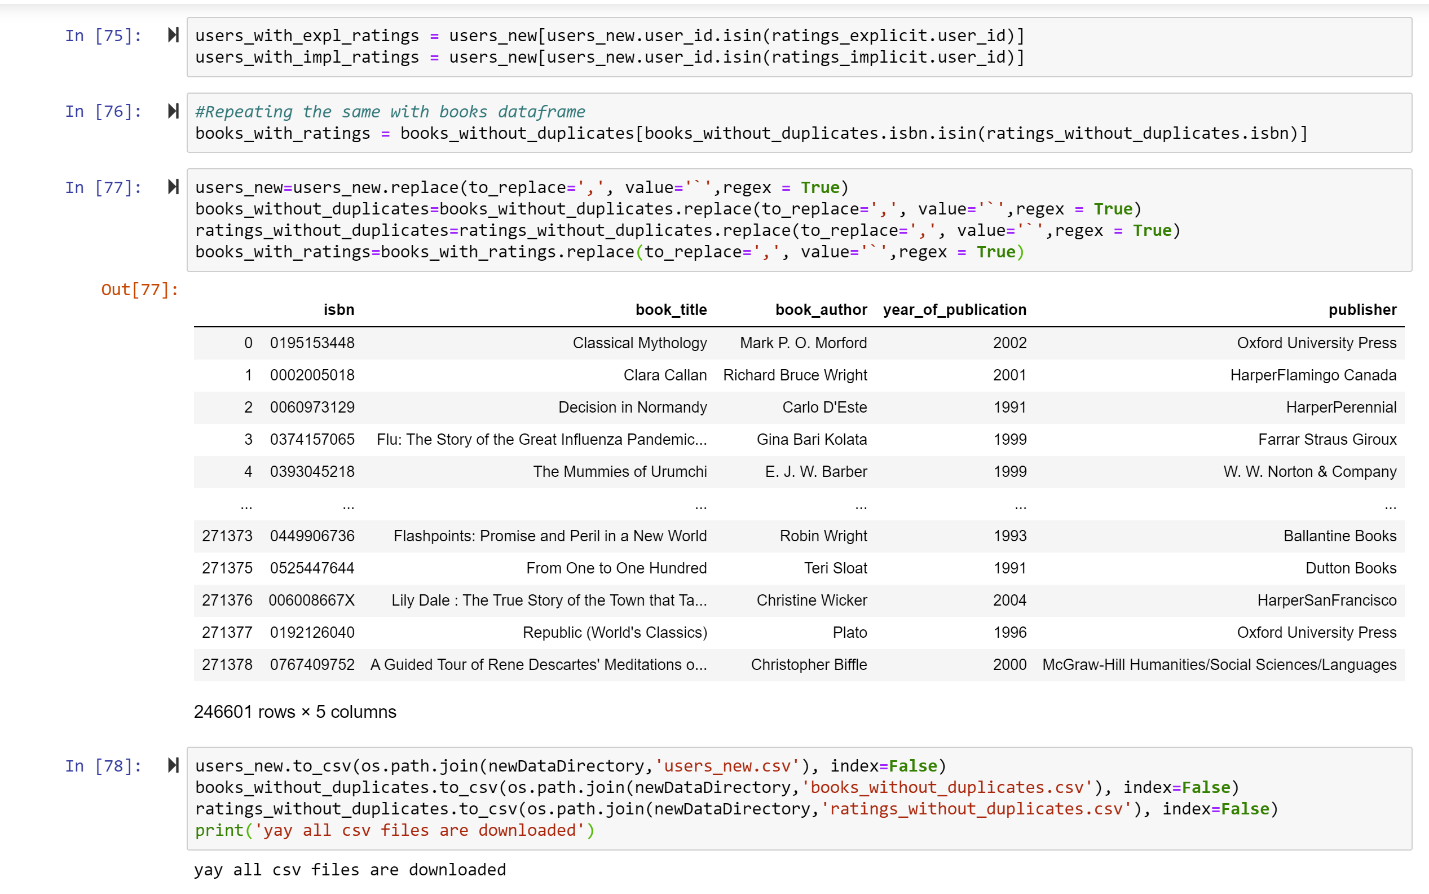 In [75]:
users_with_expl_ratings = users_new[users_new.user_id.isin(ratings_explicit.user_id)]
users_with_impl_ratings = users_new[users_new.user_id.isin(ratings_implicit.user_id)]
In [76]:
#Repeating the same with books dataframe
books_with_ratings = books_without_duplicates[books_without_duplicates.isbn.isin(ratings_without_duplicates.isbn)]
In [77]:
users_new=users_new.replace(to_replace=',', value='`',regex = True)
books_without_duplicates=books_without_duplicates.replace(to_replace=',', value='`',regex = True)
ratings_without_duplicates=ratings_without_duplicates.replace(to_replace=',', value='`',regex = True)
books_with_ratings=books_with_ratings.replace(to_replace=',', value='`',regex = True)
Out[77]:
isbn book_title book_author year_of_publication publisher
0 0195153448 Classical Mythology Mark P. O. Morford 2002 Oxford University Press
1 0002005018 Clara Callan Richard Bruce Wright 2001 HarperFlamingo Canada
2 0060973129 Decision in Normandy Carlo D'Este 1991 HarperPerennial
3 0374157065 Flu: The Story of the Great Influenza Pandemic... Gina Bari Kolata 1999 Farrar Straus Giroux
4 0393045218 The Mummies of Urumchi E. J. W. Barber 1999 W. W. Norton & Company
... ... ... ... ... ...
271373 0449906736 Flashpoints: Promise and Peril in a New World Robin Wright 1993 Ballantine Books
271375 0525447644 From One to One Hundred Teri Sloat 1991 Dutton Books
271376 006008667X Lily Dale : The True Story of the Town that Ta... Christine Wicker 2004 HarperSanFrancisco
271377 0192126040 Republic (World's Classics) Plato 1996 Oxford University Press
271378 0767409752 A Guided Tour of Rene Descartes' Meditations o... Christopher Biffle 2000 McGraw-Hill Humanities/Social Sciences/Languages
246601 rows × 5 columns
In [78]:
users_new.to_csv(os.path.join(newDataDirectory,'users_new.csv'), index=False)
books_without_duplicates.to_csv(os.path.join(newDataDirectory,'books_without_duplicates.csv'), index=False)
ratings_without_duplicates.to_csv(os.path.join(newDataDirectory,'ratings_without_duplicates.csv'), index=False)
print('yay all csv files are downloaded')
yay all csv files are downloaded